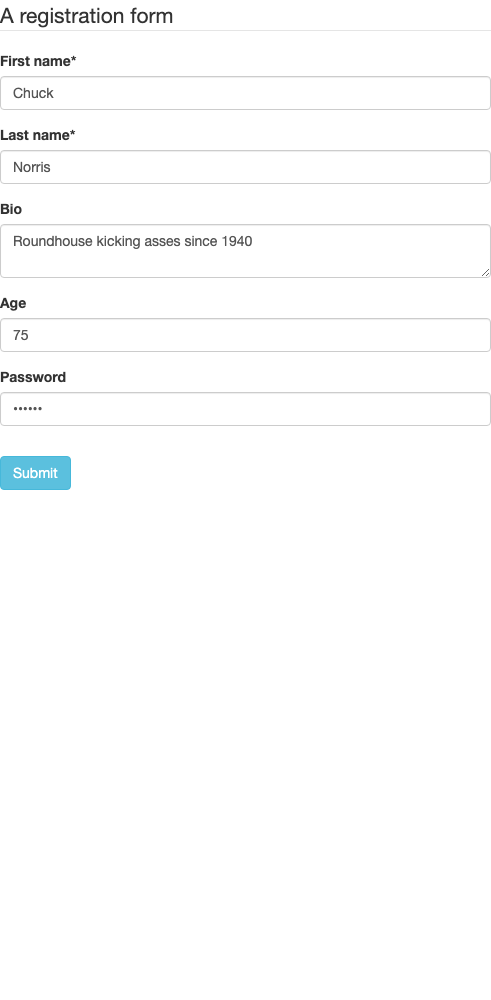 A registration form
First name*
Chuck
Last name*
Norris
Bio
Roundhouse kicking asses since 1940
Age
75
Password
••••••
Submit